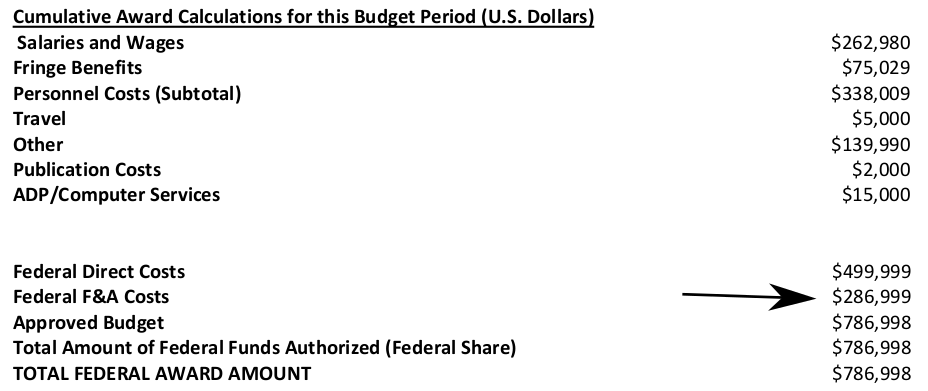 Cumulative Award Calculations for this Budget Period (U.S. Dollars)
Salaries and Wages $262,980
Fringe Benefits $75,029
Personnel Costs (Subtotal) $338,009
Travel $5,000
Other $139,990
Publication Costs $2,000
ADP/Computer Services $15,000
Federal Direct Costs $499,999
Federal F&A Costs $286,999
Approved Budget $786,998
Total Amount of Federal Funds Authorized (Federal Share) $786,998
TOTAL FEDERAL AWARD AMOUNT $786,998